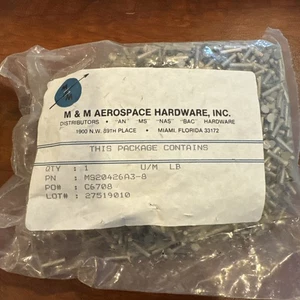 M & M AEROSPACE HARDWARE, INC.
DISTRIBUTORS • "AN" "MS" "NAS" "BAC" HARDWARE
1900 N.W. 89TH PLACE • MIAMI, FLORIDA 33172
THIS PACKAGE CONTAINS
QTY : 1 U/M LB
PN : MS20426A3-8
PO# : C6708
LOT# : 27519010